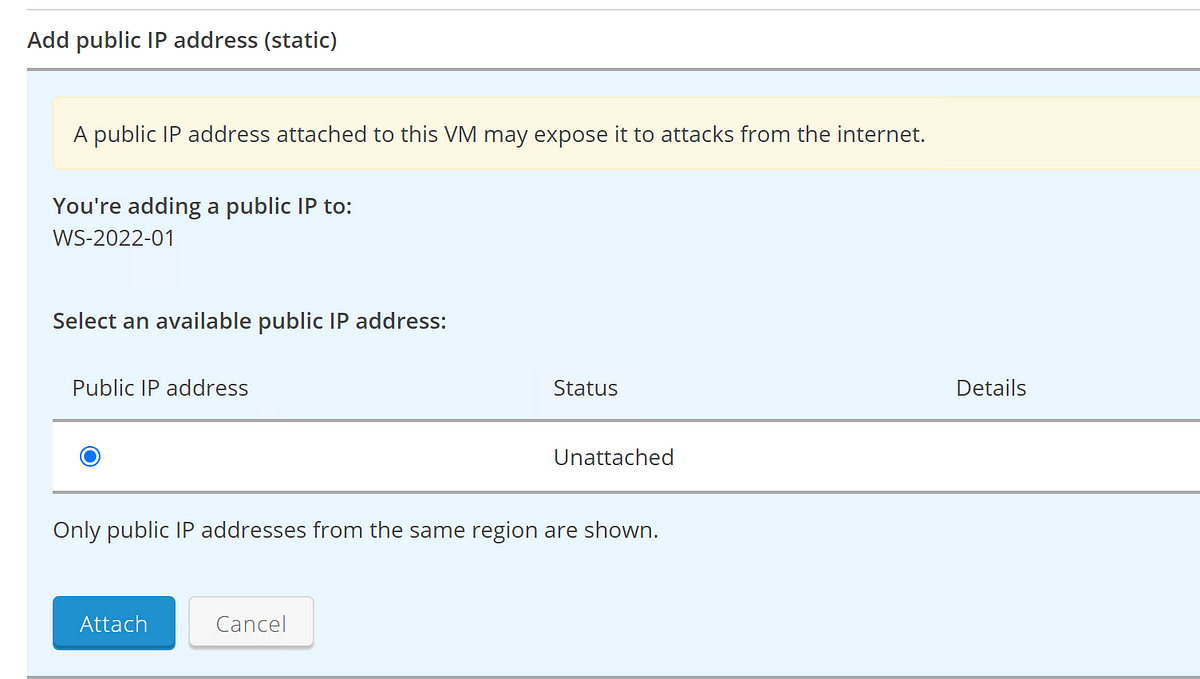 Add public IP address (static)
A public IP address attached to this VM may expose it to attacks from the internet.
You're adding a public IP to:
WS-2022-01
Select an available public IP address:
Public IP address Status Details
Unattached
Only public IP addresses from the same region are shown.
Attach Cancel